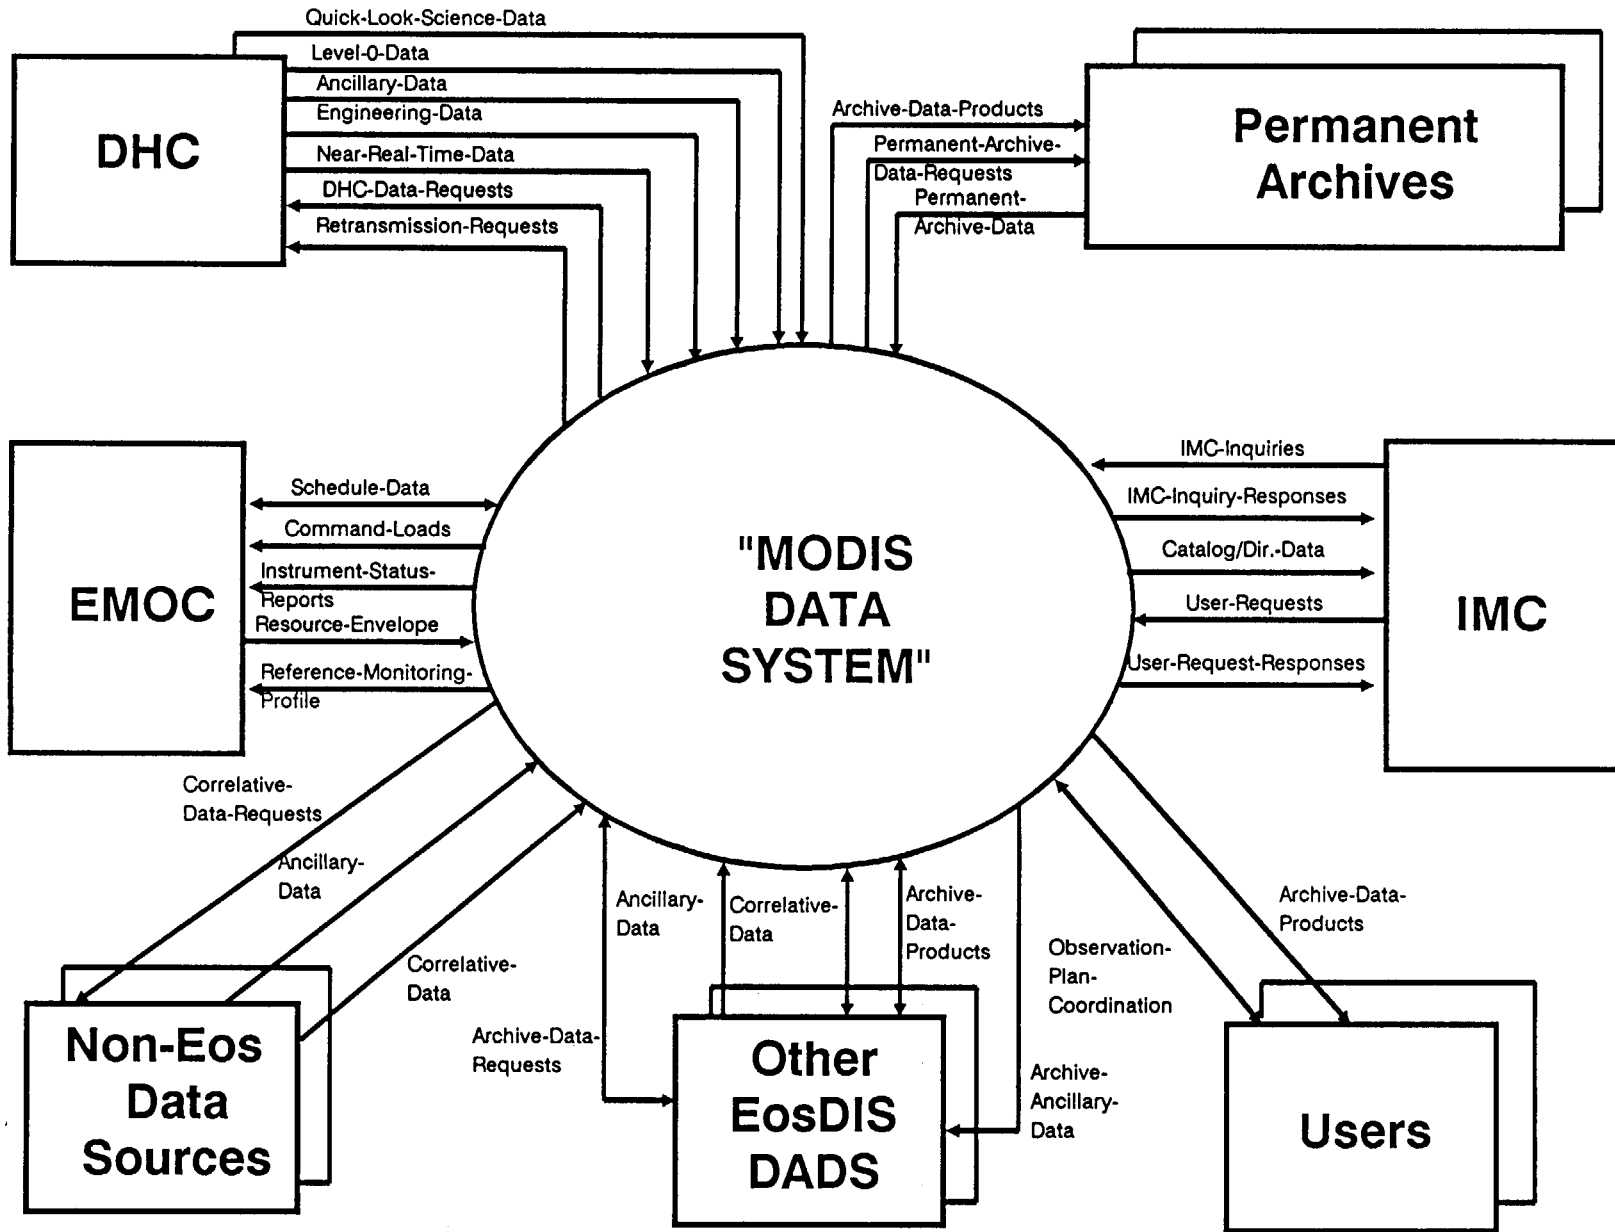 Quick-Look-Science-Data
Level-0-Data
Ancillary-Data
Engineering-Data
Near-Real-Time-Data
DHC-Data-Requests
Retransmission-Requests
DHC
Archive-Data-Products
Permanent-Archive-
Data-Requests
Permanent-
Archive-Data
Permanent
Archives
EMOC
Schedule-Data
Command-Loads
Instrument-Status-
Reports
Resource-Envelope
Reference-Monitoring-
Profile
"MODIS
DATA
SYSTEM"
IMC-Inquiries
IMC-Inquiry-Responses
Catalog/Dir.-Data
User-Requests
User-Request-Responses
IMC
Correlative-
Data-Requests
Ancillary-
Data
Correlative-
Data
Non-Eos
Data
Sources
Ancillary-
Data
Correlative-
Data
Archive-
Data-
Products
Archive-Data-
Requests
Other
EosDIS
DADS
Archive-
Ancillary-
Data
Observation-
Plan-
Coordination
Archive-Data-
Products
Users